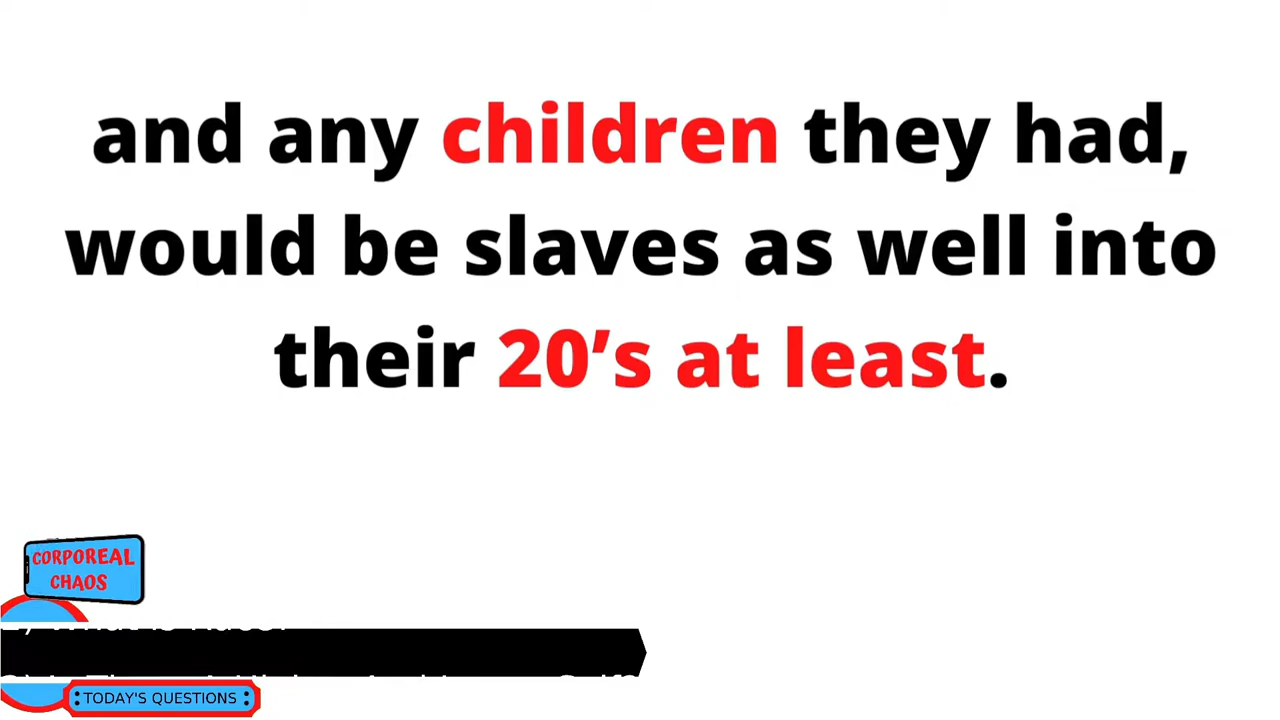 and any children they had,
would be slaves as well into
their 20's at least.
CORPOREAL
CHAOS
TODAY'S QUESTIONS